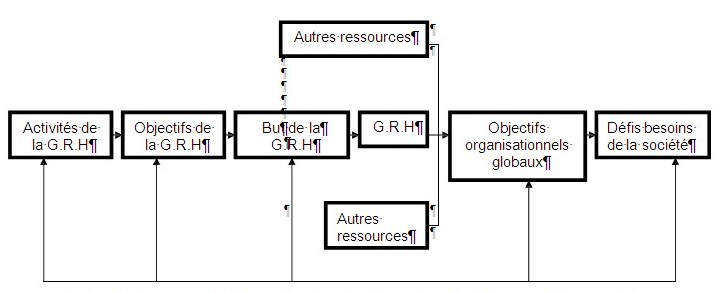 Autres ressources¶
Activités de
la G.R.H¶
Objectifs de
la G.R.H¶
Bu¶de la¶
G.R.H¶
G.R.H¶
Objectifs
organisationnels
globaux¶
Défis besoins
de la société¶
Autres
ressources¶